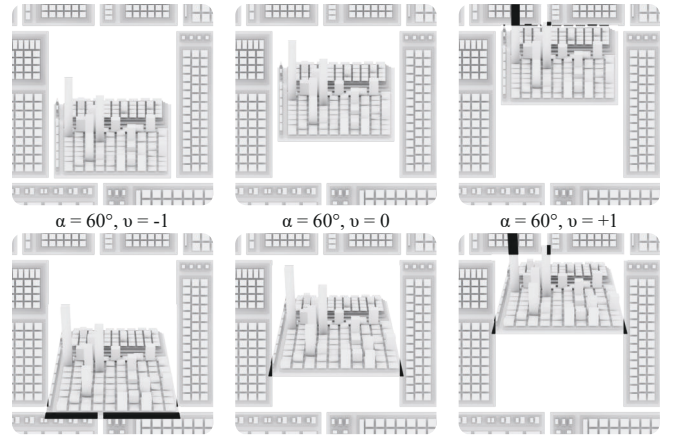 α = 60°, υ = -1
α = 60°, υ = 0
α = 60°, υ = +1